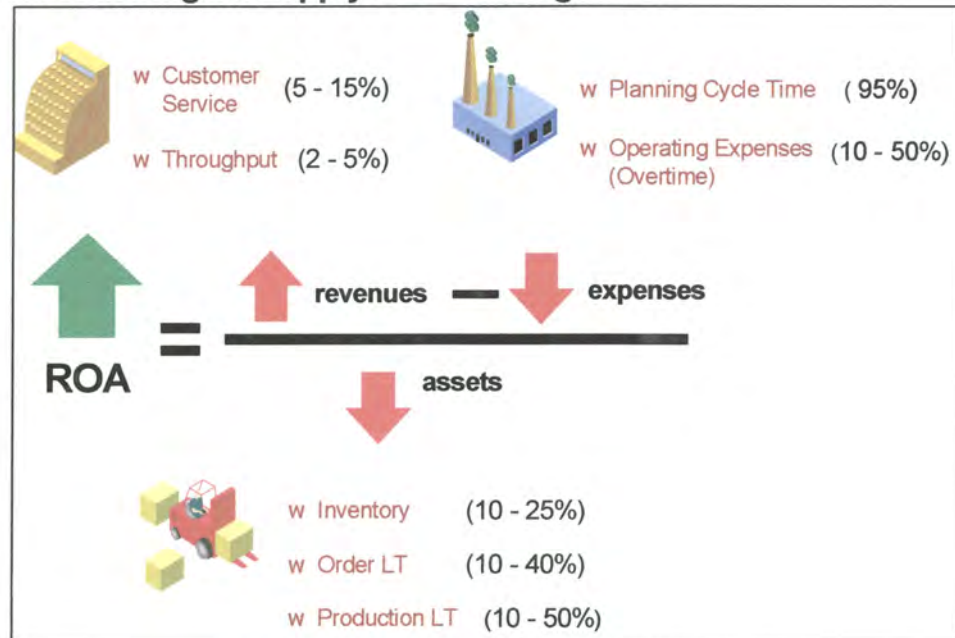 w Customer Service (5 - 15%)
w Throughput (2 - 5%)
w Planning Cycle Time ( 95%)
w Operating Expenses (10 - 50%)
(Overtime)
revenues — expenses
=
ROA
assets
w Inventory (10 - 25%)
w Order LT (10 - 40%)
w Production LT (10 - 50%)